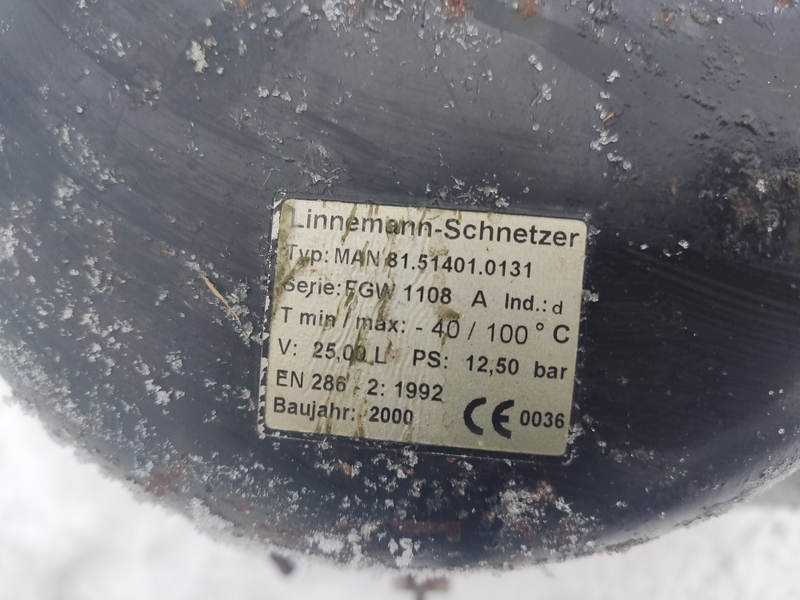 Linnemann-Schnetzer
Typ: MAN 81.51401.0131
Serie: FGW 1108 A Ind.: d
T min / max: - 40 / 100 ° C
V: 25,00 L PS: 12,50 bar
EN 286 - 2: 1992
Baujahr: 2000 CE 0036